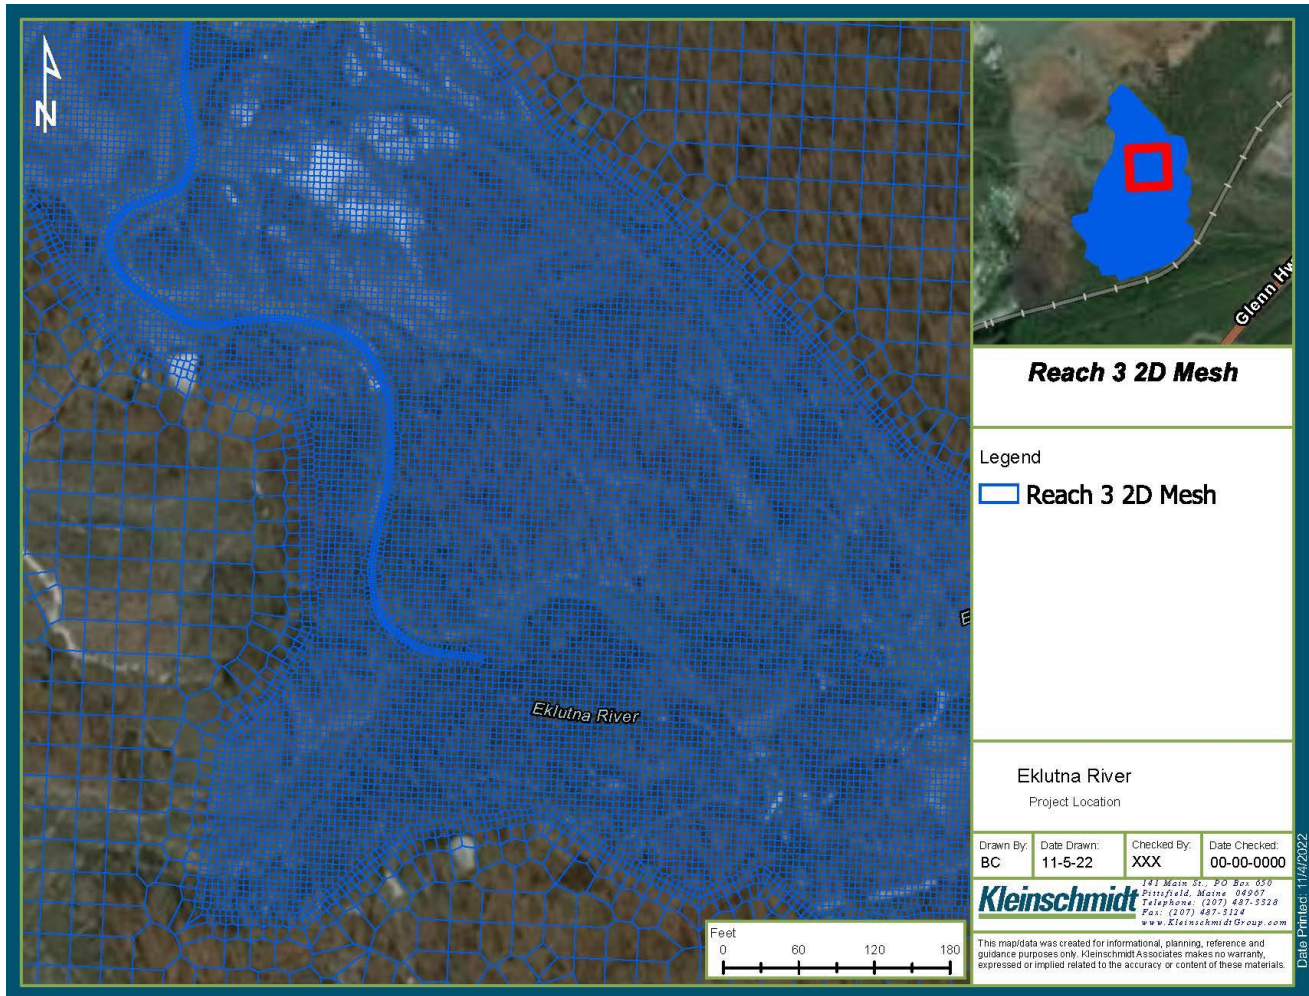 N
Eklutna River
E
Feet
0 60 120 180
Glenn Hw
Reach 3 2D Mesh
Legend
Reach 3 2D Mesh
Eklutna River
Project Location
Drawn By: Date Drawn: Checked By: Date Checked:
BC 11-5-22 XXX 00-00-0000
Kleinschmidt
141 Main St., PO Box 650
Pittsfield, Maine 04967
Telephone: (207) 487-3328
Fax: (207) 487-3124
www.KleinschmidtGroup.com
This map/data was created for informational, planning, reference and
guidance purposes only. Kleinschmidt Associates makes no warranty,
expressed or implied related to the accuracy or content of these materials.
Date Printed: 11/4/2022